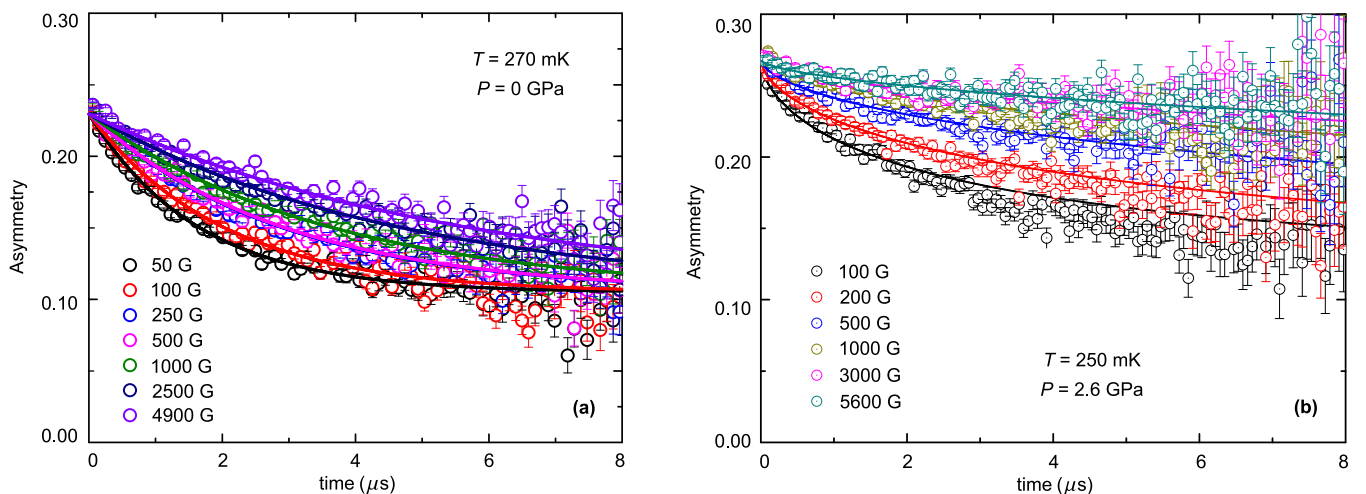 0.30
T = 270 mK
P = 0 GPa
0.20
Asymmetry
50 G
100 G
0.10
250 G
500 G
1000 G
2500 G
4900 G
(a)
0.00
0 2 4 6 8
time (μs)
0.30
0.20
Asymmetry
100 G
200 G
0.10
500 G
1000 G
3000 G
5600 G
T = 250 mK
P = 2.6 GPa
(b)
0.00
0 2 4 6 8
time (μs)